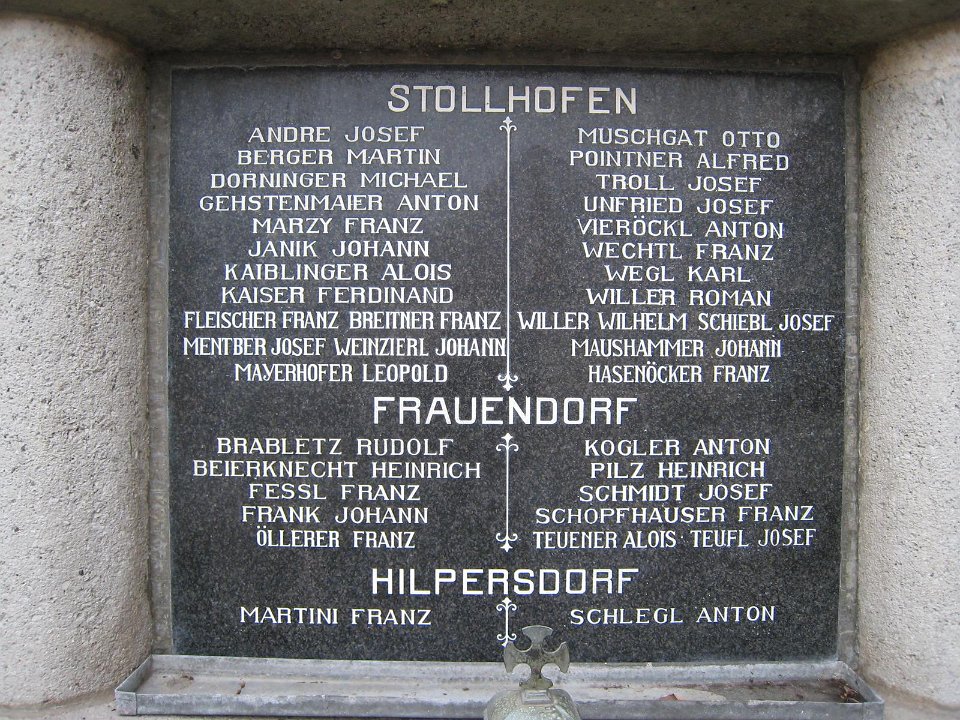 STOLLHOFEN
ANDRE JOSEF
BERGER MARTIN
DORNINGER MICHAEL
GEHSTENMAIER ANTON
MARZY FRANZ
JANIK JOHANN
KAIBLINGER ALOIS
KAISER FERDINAND
FLEISCHER FRANZ BREITNER FRANZ
MENTBER JOSEF WEINZIERL JOHANN
MAYERHOFER LEOPOLD
MUSCHGAT OTTO
POINTNER ALFRED
TROLL JOSEF
UNFRIED JOSEF
VIERÖCKL ANTON
WECHTL FRANZ
WEGL KARL
WILLER ROMAN
WILLER WILHELM SCHIEBL JOSEF
MAUSHAMMER JOHANN
HASENÖCKER FRANZ
FRAUENDORF
BRABLETZ RUDOLF
BEIERKNECHT HEINRICH
FESSL FRANZ
FRANK JOHANN
ÖLLERER FRANZ
KOGLER ANTON
PILZ HEINRICH
SCHMIDT JOSEF
SCHOPFHAUSER FRANZ
TEUENER ALOIS · TEUFL JOSEF
HILPERSDORF
MARTINI FRANZ
SCHLEGL ANTON